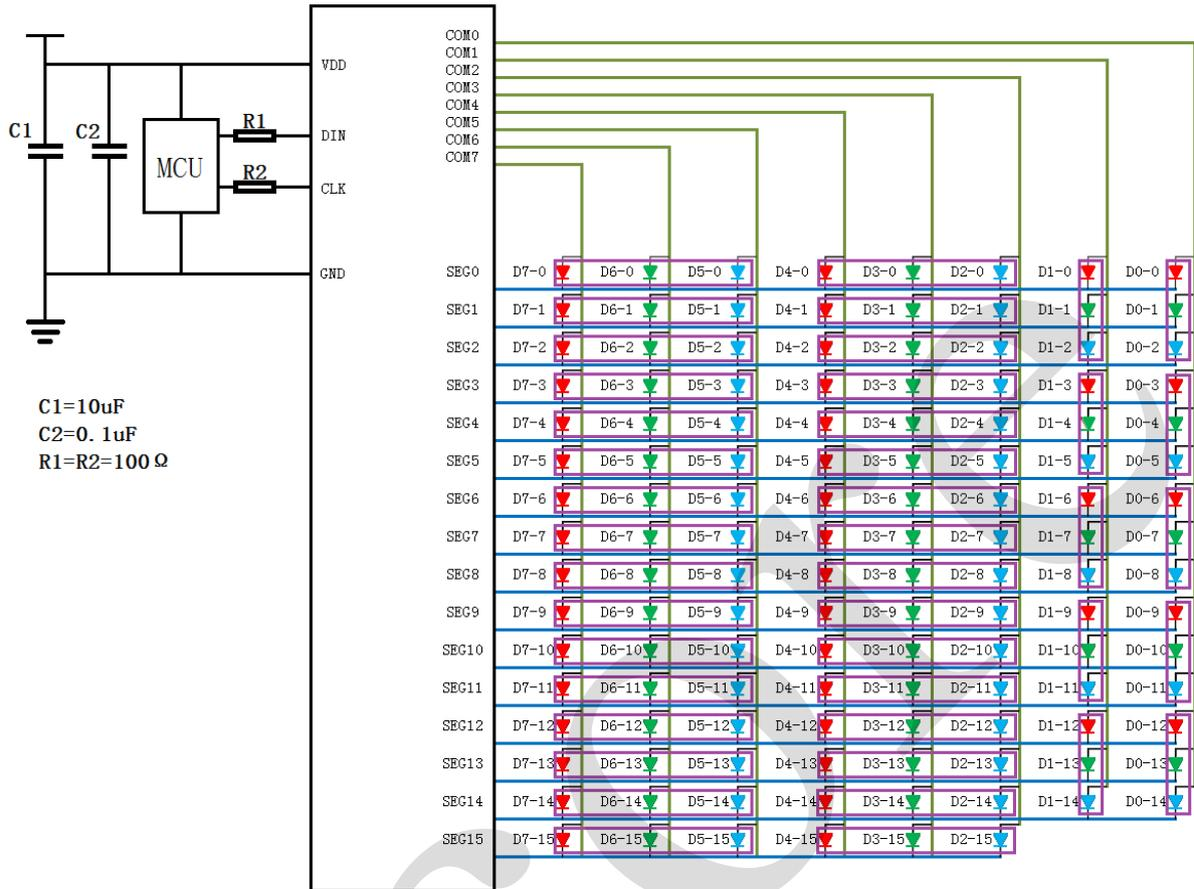 COM0
COM1
COM2
COM3
COM4
COM5
COM6
COM7
VDD
C1
C2
R1
DIN
MCU
R2
CLK
GND
SEG0 D7-0 D6-0 D5-0 D4-0 D3-0 D2-0 D1-0 D0-0
SEG1 D7-1 D6-1 D5-1 D4-1 D3-1 D2-1 D1-1 D0-1
SEG2 D7-2 D6-2 D5-2 D4-2 D3-2 D2-2 D1-2 D0-2
SEG3 D7-3 D6-3 D5-3 D4-3 D3-3 D2-3 D1-3 D0-3
SEG4 D7-4 D6-4 D5-4 D4-4 D3-4 D2-4 D1-4 D0-4
SEG5 D7-5 D6-5 D5-5 D4-5 D3-5 D2-5 D1-5 D0-5
SEG6 D7-6 D6-6 D5-6 D4-6 D3-6 D2-6 D1-6 D0-6
SEG7 D7-7 D6-7 D5-7 D4-7 D3-7 D2-7 D1-7 D0-7
SEG8 D7-8 D6-8 D5-8 D4-8 D3-8 D2-8 D1-8 D0-8
SEG9 D7-9 D6-9 D5-9 D4-9 D3-9 D2-9 D1-9 D0-9
SEG10 D7-10 D6-10 D5-10 D4-10 D3-10 D2-10 D1-10 D0-10
SEG11 D7-11 D6-11 D5-11 D4-11 D3-11 D2-11 D1-11 D0-11
SEG12 D7-12 D6-12 D5-12 D4-12 D3-12 D2-12 D1-12 D0-12
SEG13 D7-13 D6-13 D5-13 D4-13 D3-13 D2-13 D1-13 D0-13
SEG14 D7-14 D6-14 D5-14 D4-14 D3-14 D2-14 D1-14 D0-14
SEG15 D7-15 D6-15 D5-15 D4-15 D3-15 D2-15
C1=10uF
C2=0.1uF
R1=R2=100Ω